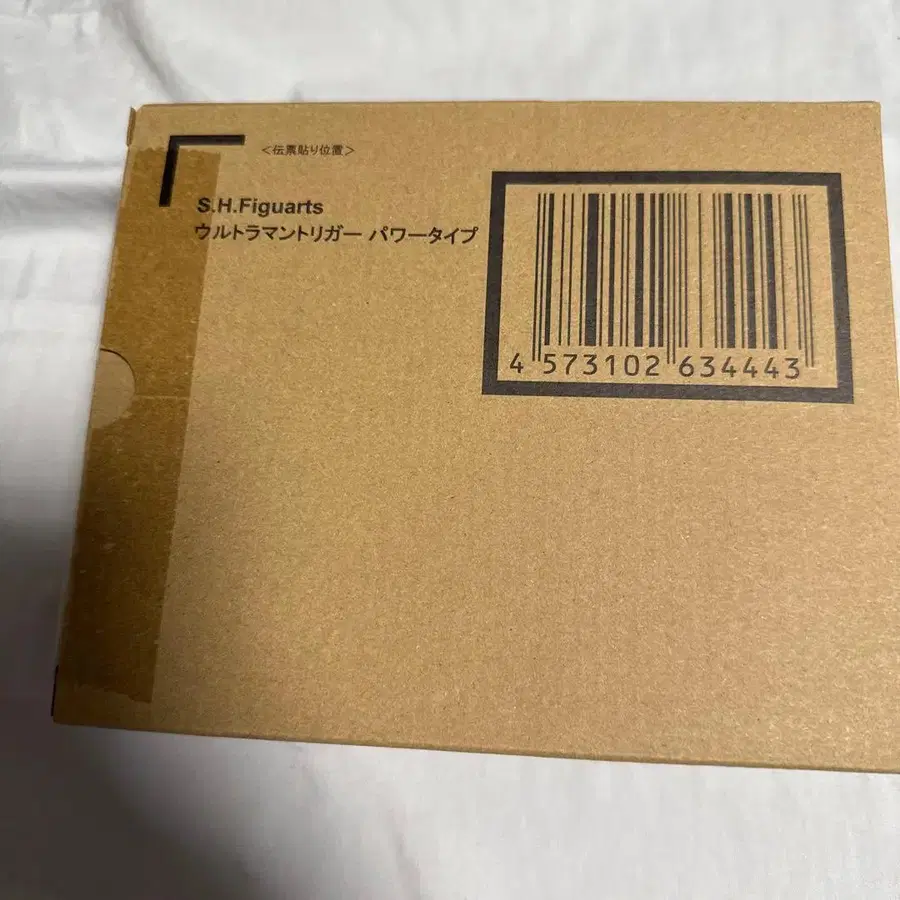 <伝票貼り位置>
S.H.Figuarts
ウルトラマントリガー パワータイプ
4 573102 634443